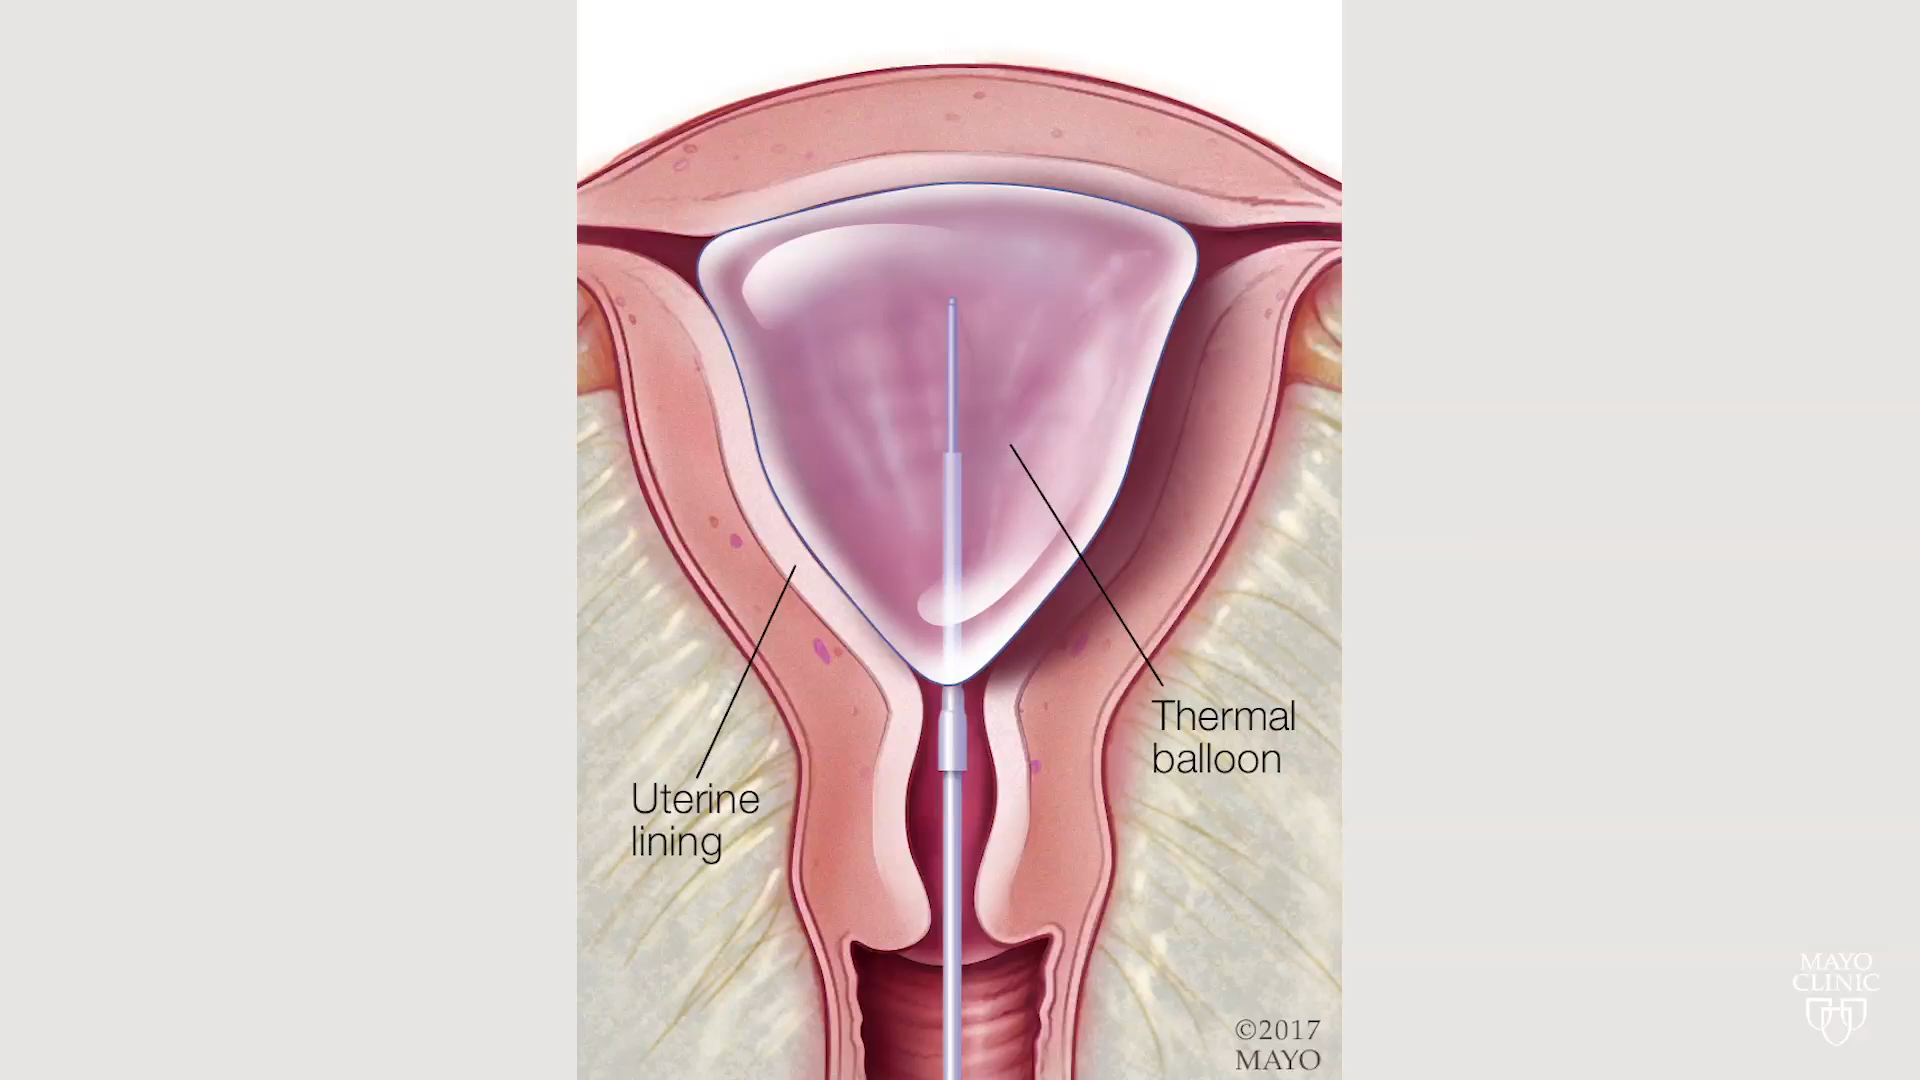 Thermal
balloon
Uterine
lining
©2017
MAYO
MAYO
CLINIC